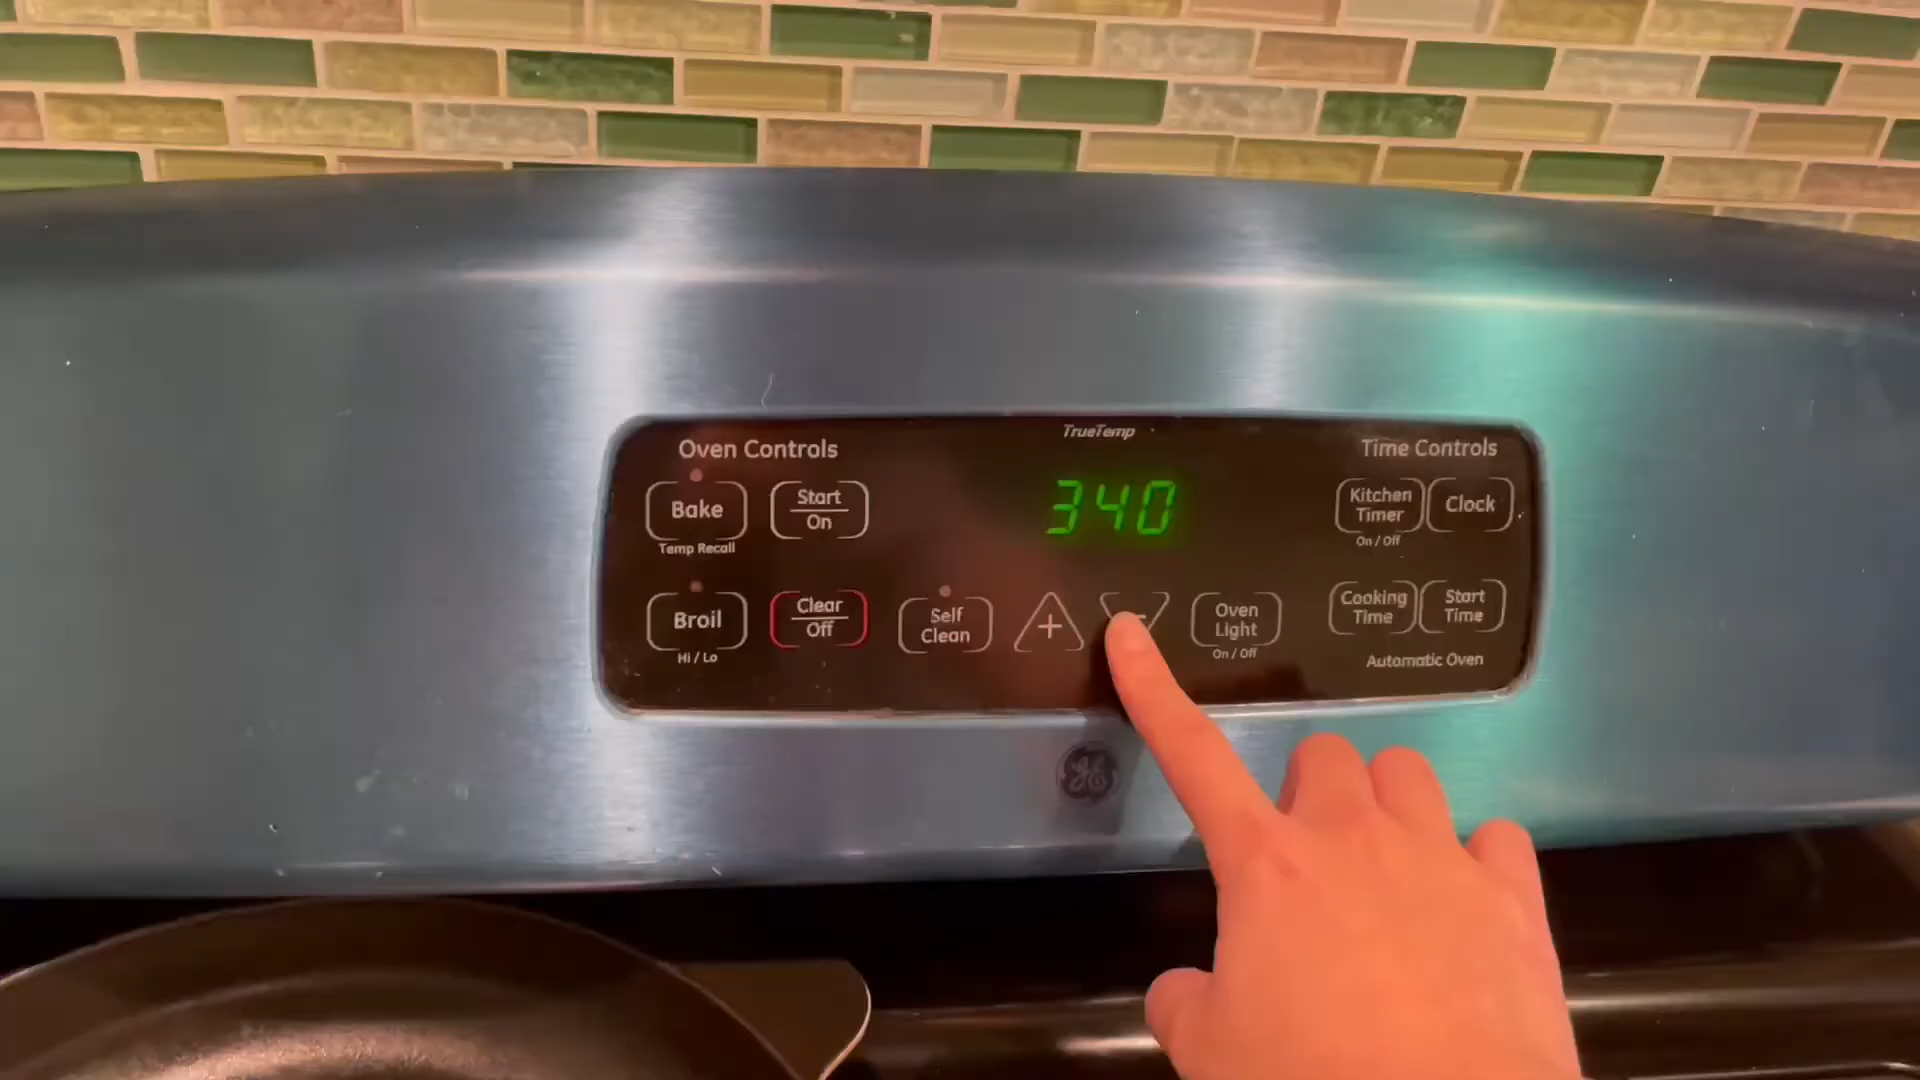 TrueTemp
Oven Controls
Time Controls
340
Bake
Start
On
Kitchen
Timer
Clock
Temp Recall
On / Off
Broil
Clear
Off
Self
Clean
+
-
Oven
Light
Cooking
Time
Start
Time
Hi / Lo
On / Off
Automatic Oven
GE